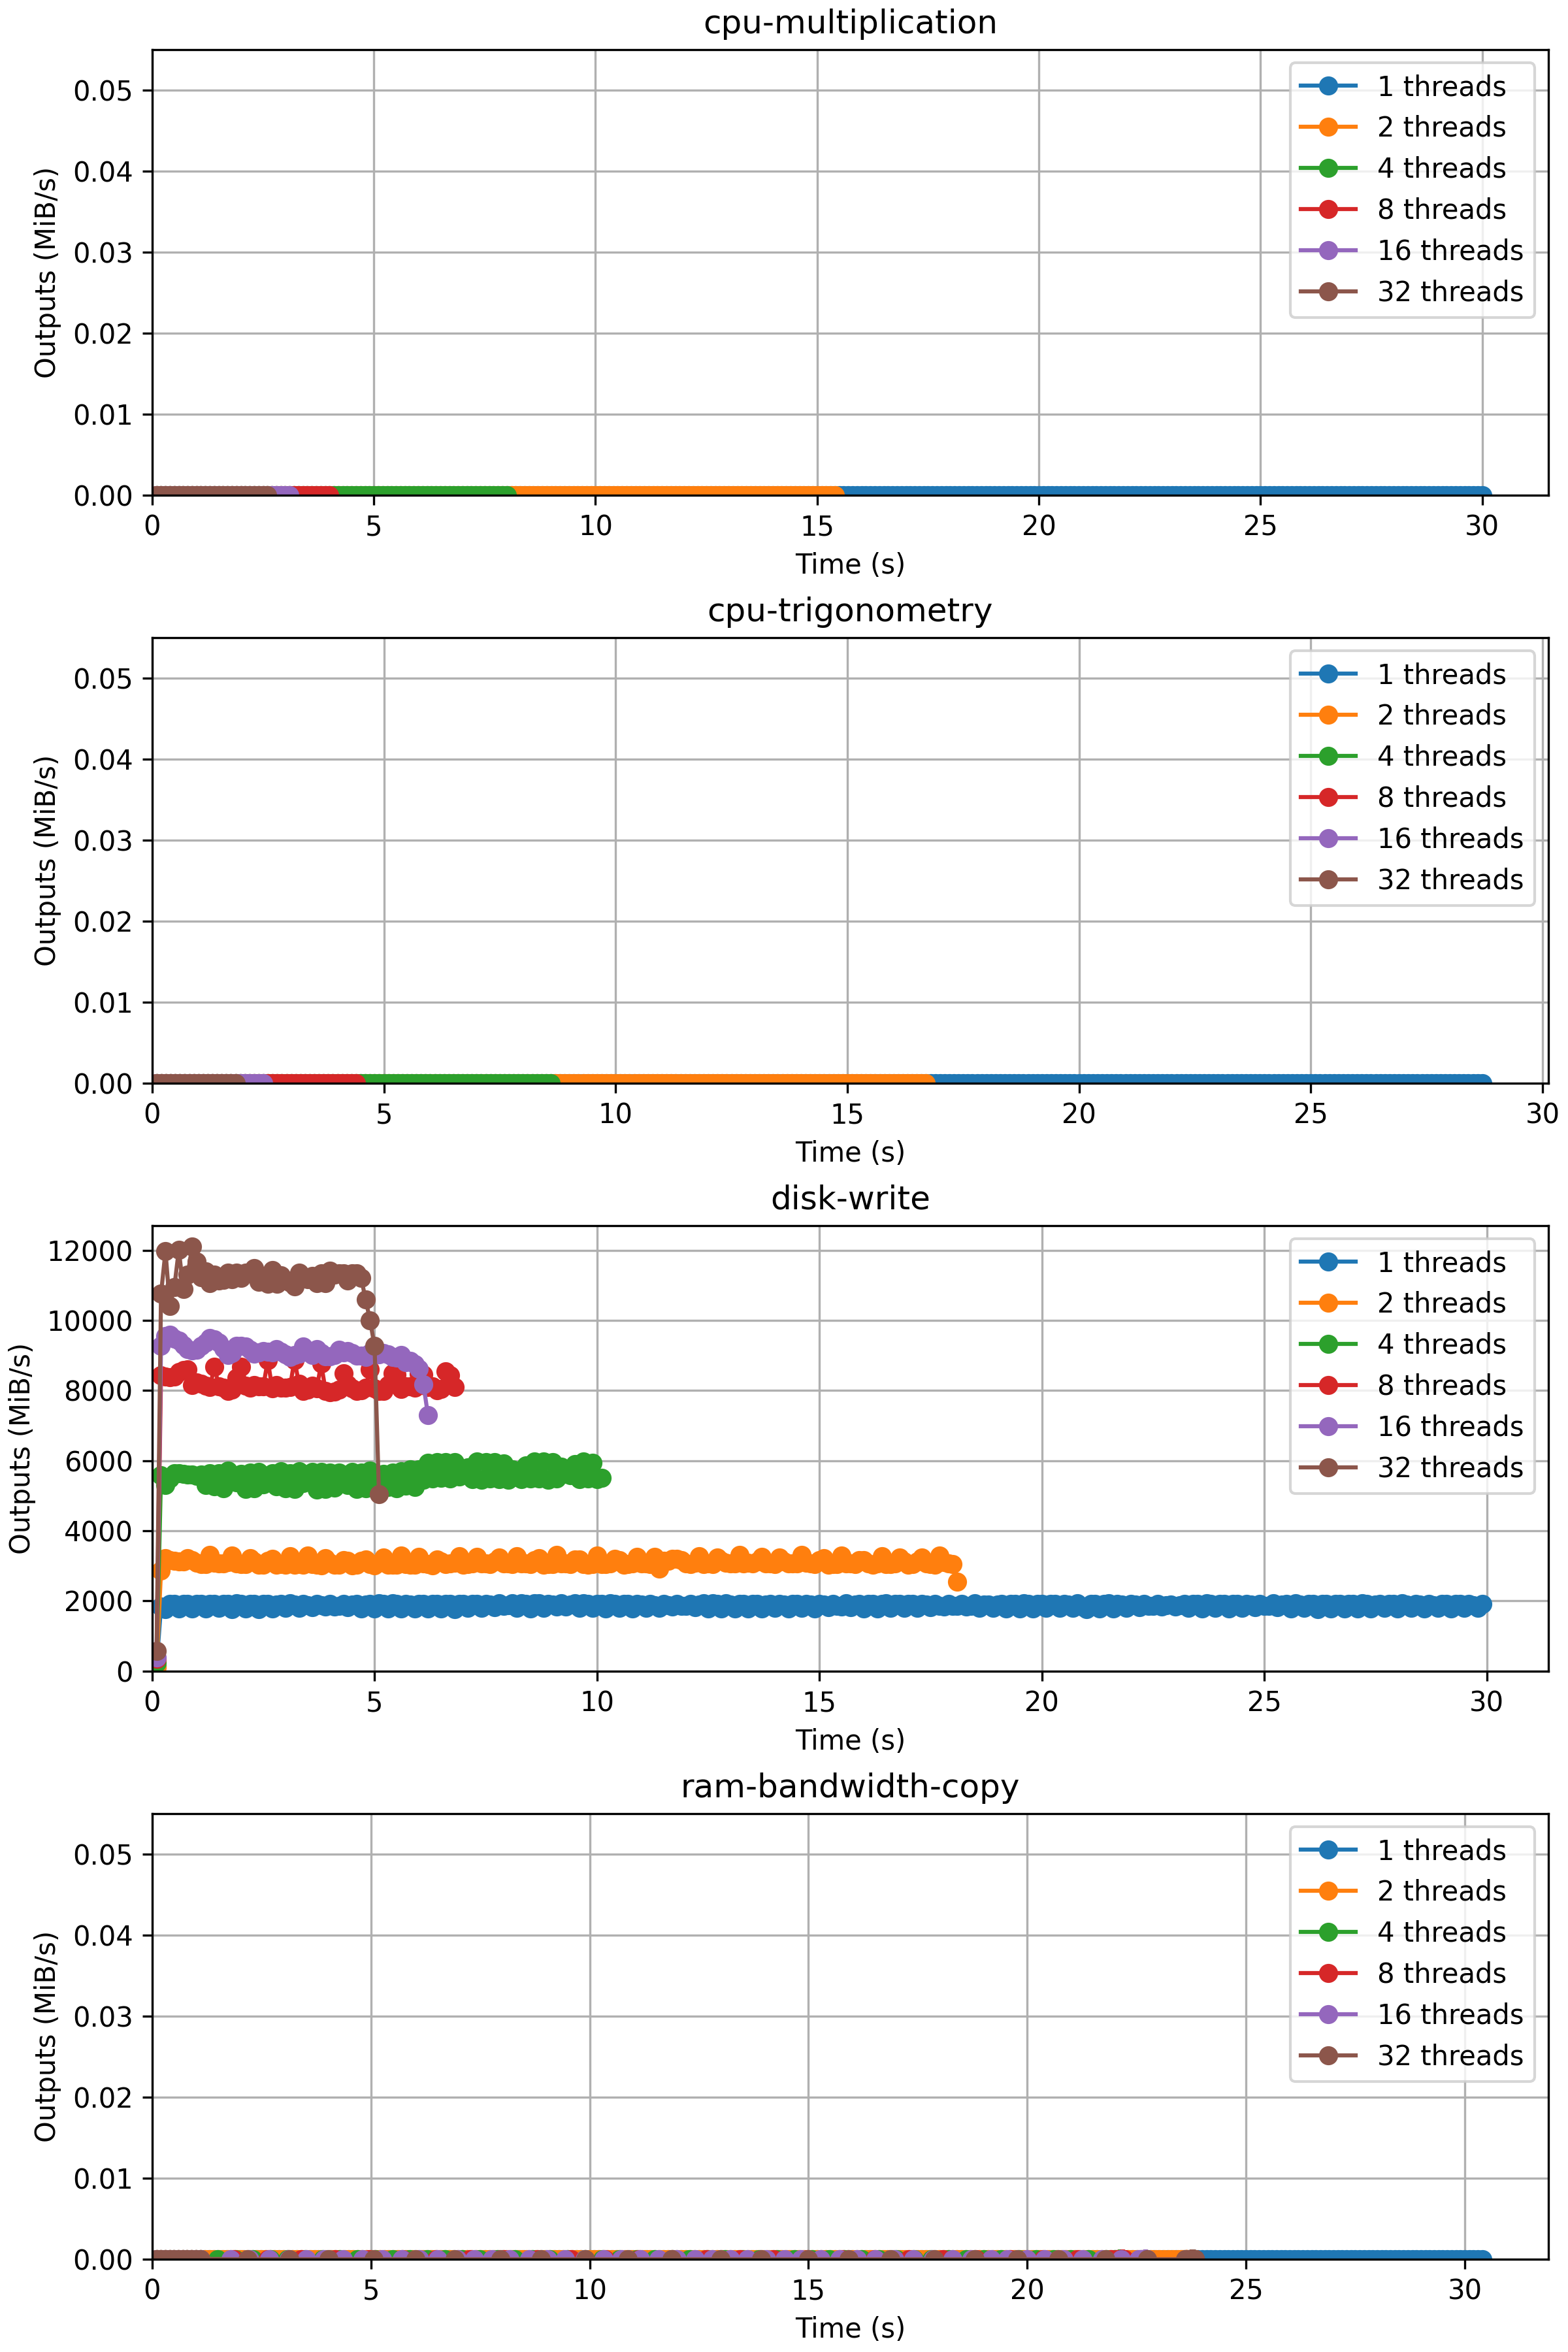 cpu-multiplication
0.05
0.04
0.03
0.02
0.01
0.00
Outputs (MiB/s)
1 threads
2 threads
4 threads
8 threads
16 threads
32 threads
0 5 10 15 20 25 30
Time (s)
cpu-trigonometry
0.05
0.04
0.03
0.02
0.01
0.00
Outputs (MiB/s)
1 threads
2 threads
4 threads
8 threads
16 threads
32 threads
0 5 10 15 20 25 30
Time (s)
disk-write
12000
10000
8000
6000
4000
2000
0
Outputs (MiB/s)
1 threads
2 threads
4 threads
8 threads
16 threads
32 threads
0 5 10 15 20 25 30
Time (s)
ram-bandwidth-copy
0.05
0.04
0.03
0.02
0.01
0.00
Outputs (MiB/s)
1 threads
2 threads
4 threads
8 threads
16 threads
32 threads
0 5 10 15 20 25 30
Time (s)